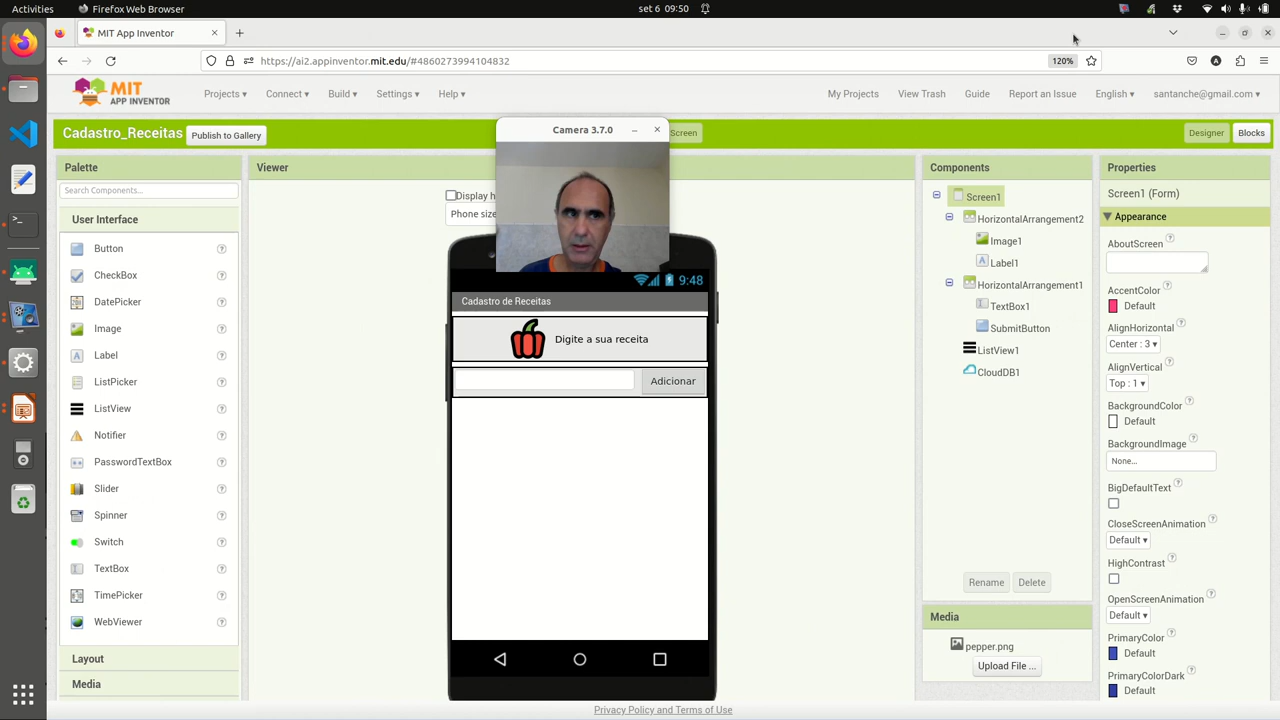 Activities
Firefox Web Browser
set 6 09:50
MIT App Inventor
https://ai2.appinventor.mit.edu/#4860273994104832
120%
MIT
APP INVENTOR
Projects ▾
Connect ▾
Build ▾
Settings ▾
Help ▾
My Projects
View Trash
Guide
Report an Issue
English ▾
santanche@gmail.com ▾
Cadastro_Receitas
Publish to Gallery
Screen
Designer
Blocks
Camera 3.7.0
Palette
Search Components...
User Interface
Button
CheckBox
DatePicker
Image
Label
ListPicker
ListView
Notifier
PasswordTextBox
Slider
Spinner
Switch
TextBox
TimePicker
WebViewer
Layout
Media
Viewer
Display h
Phone size
9:48
Cadastro de Receitas
Digite a sua receita
Adicionar
Components
Screen1
HorizontalArrangement2
Image1
Label1
HorizontalArrangement1
TextBox1
SubmitButton
ListView1
CloudDB1
Rename
Delete
Media
pepper.png
Upload File ...
Properties
Screen1 (Form)
Appearance
AboutScreen
AccentColor
Default
AlignHorizontal
Center : 3 ▾
AlignVertical
Top : 1 ▾
BackgroundColor
Default
BackgroundImage
None...
BigDefaultText
CloseScreenAnimation
Default ▾
HighContrast
OpenScreenAnimation
Default ▾
PrimaryColor
Default
PrimaryColorDark
Default
Privacy Policy and Terms of Use